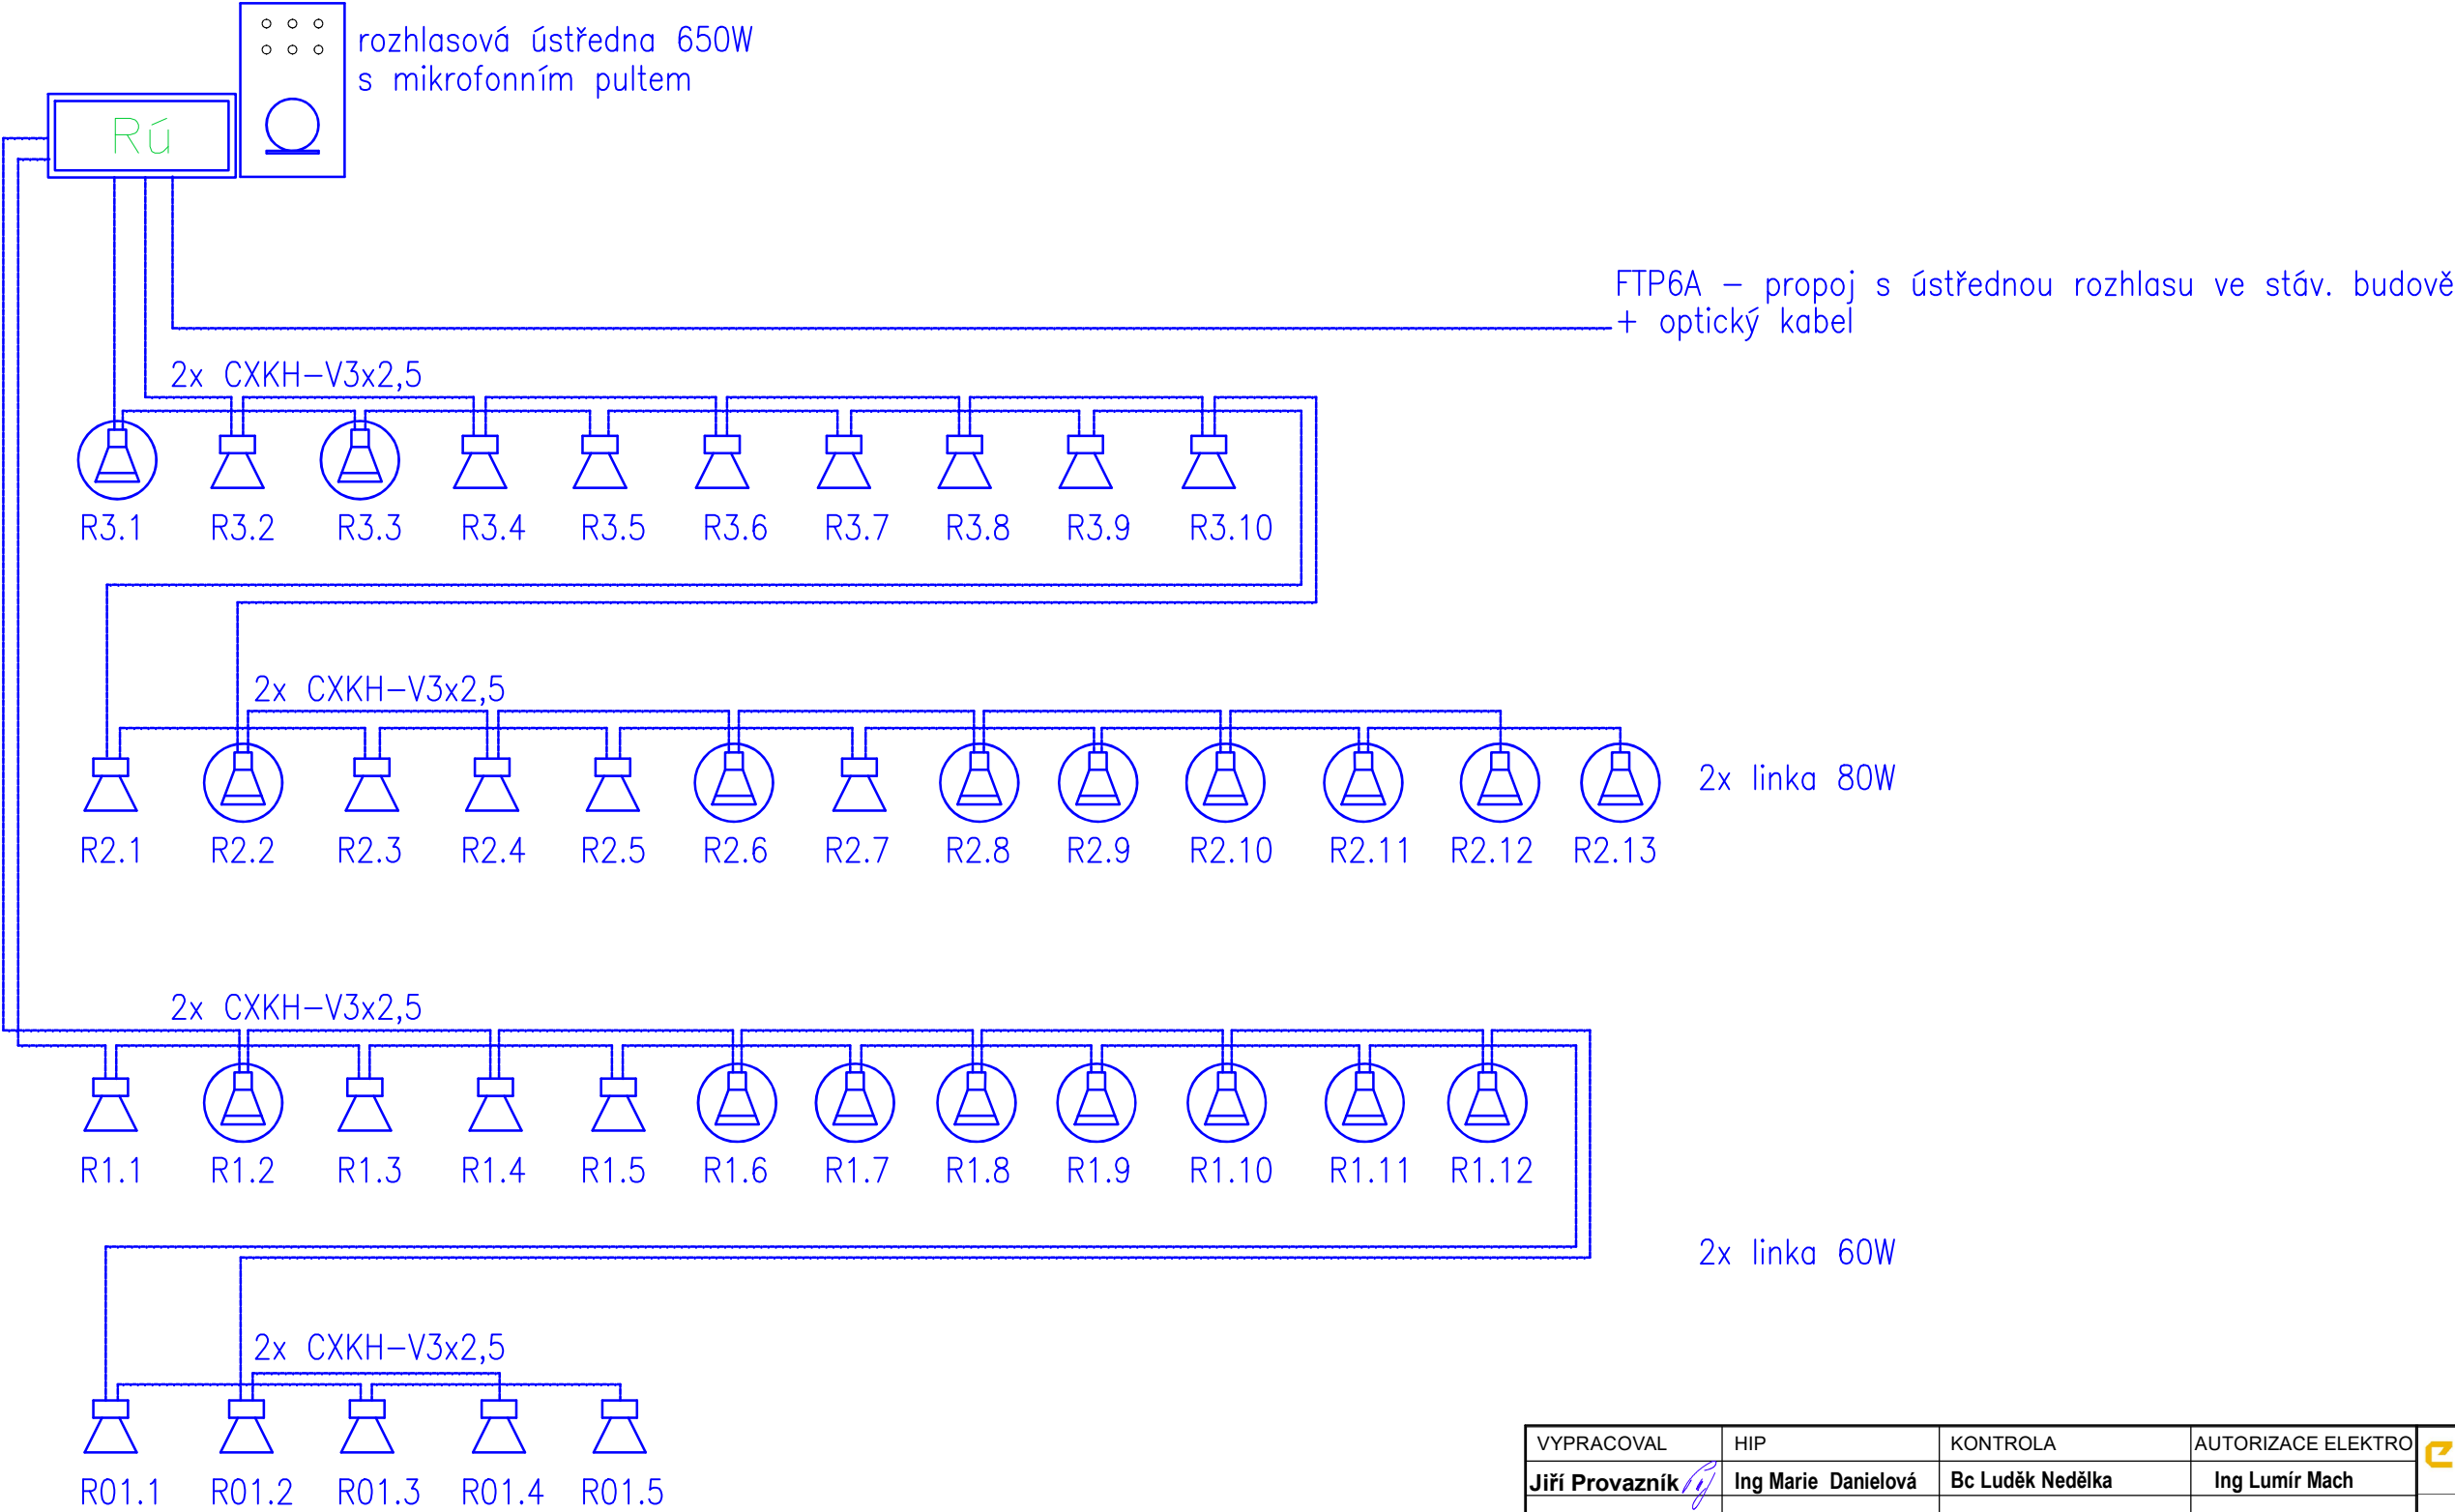 rozhlasová ústředna 650W
s mikrofonním pultem
Rú
FTP6A – propoj s ústřednou rozhlasu ve stáv. budově
+ optický kabel
2x CXKH–V3x2,5
R3.1 R3.2 R3.3 R3.4 R3.5 R3.6 R3.7 R3.8 R3.9 R3.10
2x CXKH–V3x2,5
2x linka 80W
R2.1 R2.2 R2.3 R2.4 R2.5 R2.6 R2.7 R2.8 R2.9 R2.10 R2.11 R2.12 R2.13
2x CXKH–V3x2,5
R1.1 R1.2 R1.3 R1.4 R1.5 R1.6 R1.7 R1.8 R1.9 R1.10 R1.11 R1.12
2x linka 60W
2x CXKH–V3x2,5
R01.1 R01.2 R01.3 R01.4 R01.5
VYPRACOVAL HIP KONTROLA AUTORIZACE ELEKTRO
Jiří Provazník Ing Marie Danielová Bc Luděk Nedělka Ing Lumír Mach